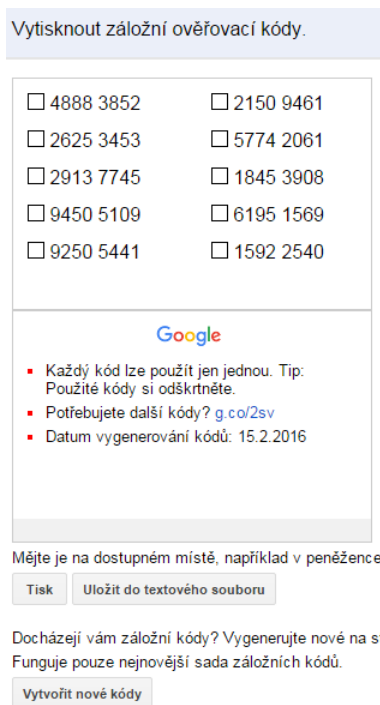 Vytisknout záložní ověřovací kódy.
4888 3852
2150 9461
2625 3453
5774 2061
2913 7745
1845 3908
9450 5109
6195 1569
9250 5441
1592 2540
Google
Každý kód lze použít jen jednou. Tip:
Použité kódy si odškrtněte.
Potřebujete další kódy? g.co/2sv
Datum vygenerování kódů: 15.2.2016
Mějte je na dostupném místě, například v peněžence
Tisk
Uložit do textového souboru
Docházejí vám záložní kódy? Vygenerujte nové na
Funguje pouze nejnovější sada záložních kódů.
Vytvořit nové kódy